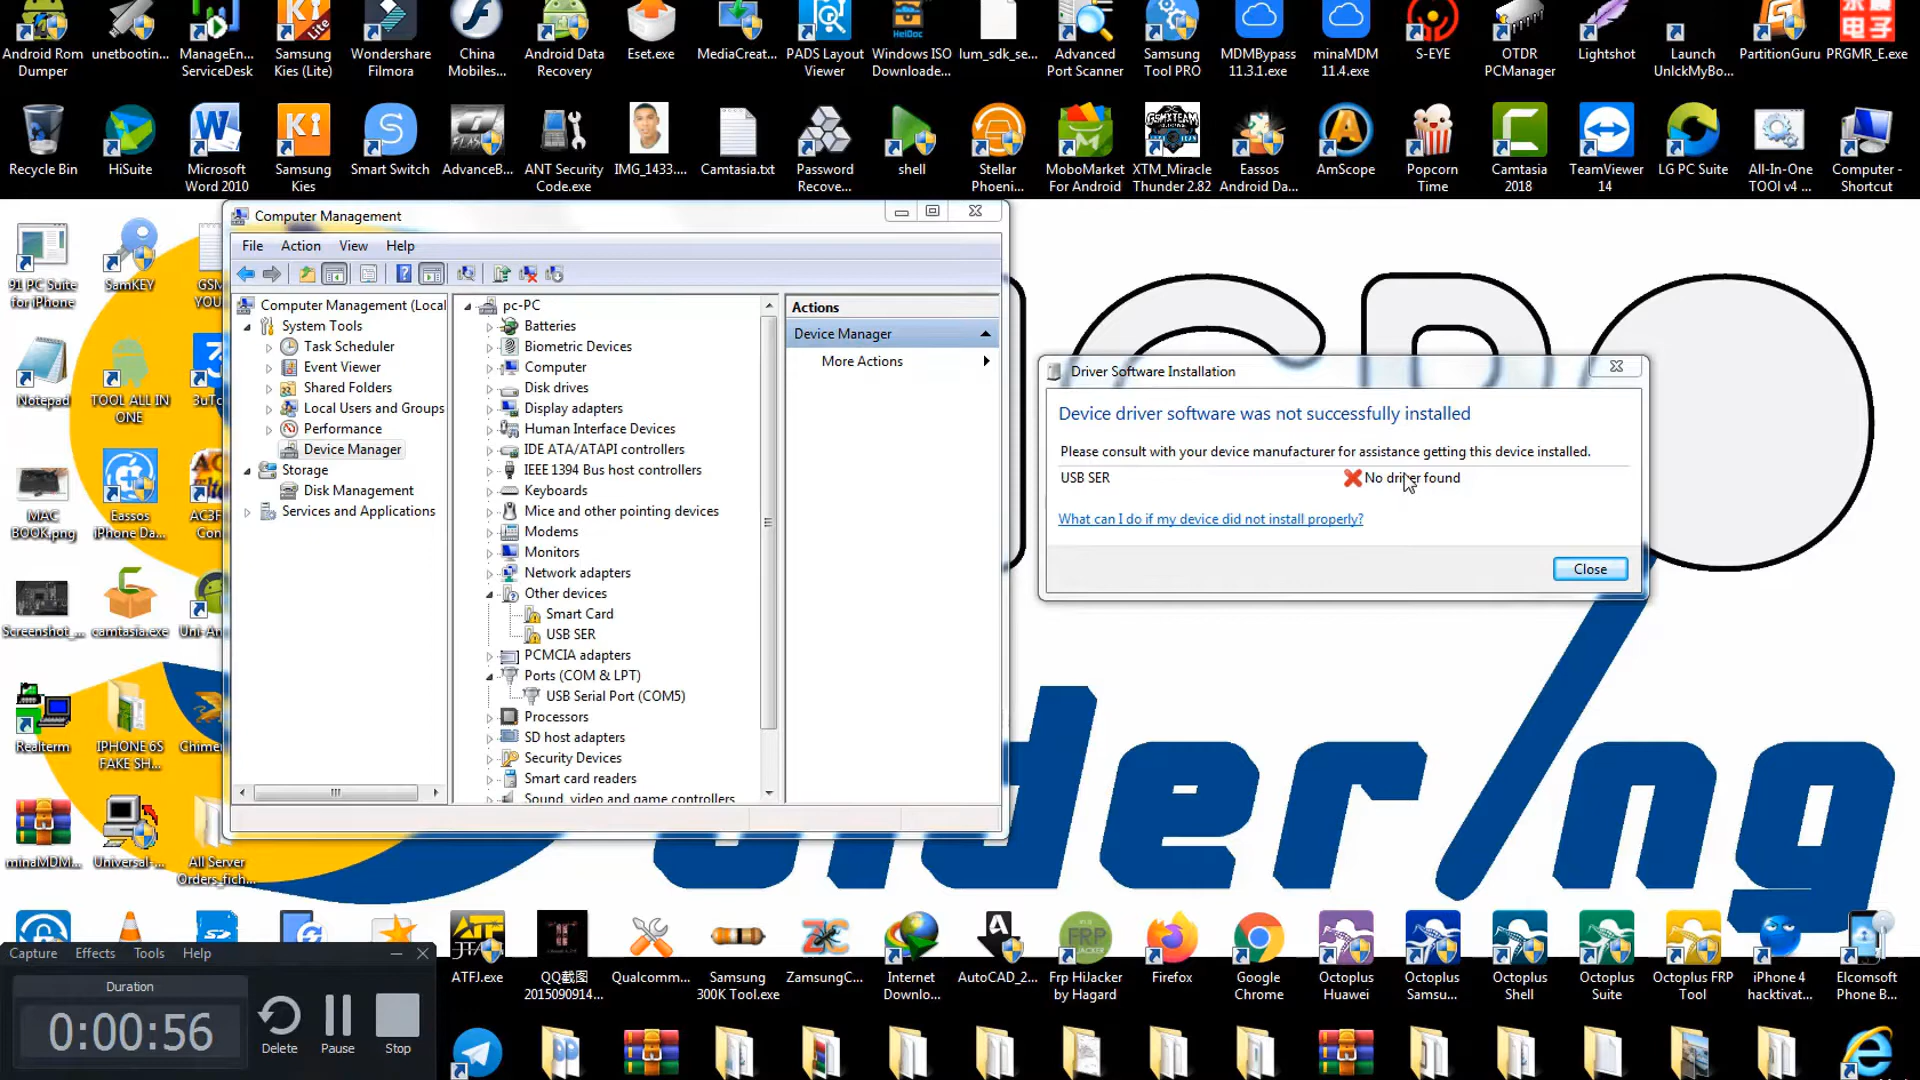 Android Rom
Dumper
unetbootin...
ManageEn...
ServiceDesk
Samsung
Kies (Lite)
Wondershare
Filmora
China
Mobiles...
Android Data
Recovery
Eset.exe
MediaCreat...
PADS Layout
Viewer
Windows ISO
Downloade...
lum_sdk_se...
Advanced
Port Scanner
Samsung
Tool PRO
MDMBypass
11.3.1.exe
minaMDM
11.4.exe
S-EYE
OTDR
PCManager
Lightshot
Launch
UnlckMyBo...
PartitionGuru
PRGMR_E.exe
Recycle Bin
HiSuite
Microsoft
Word 2010
Samsung
Kies
Smart Switch
AdvanceB...
ANT Security
Code.exe
IMG_1433....
Camtasia.txt
Password
Recove...
shell
Stellar
Phoeni...
MoboMarket
For Android
XTM_Miracle
Thunder 2.82
Eassos
Android Da...
AmScope
Popcorn
Time
Camtasia
2018
TeamViewer
14
LG PC Suite
All-In-One
TOOl v4 ...
Computer -
Shortcut
91 PC Suite
for iPhone
SamKEY
GSM
YOU
Notepad
TOOL ALL IN
ONE
3uTo
MAC
BOOK.png
Eassos
iPhone Da...
AC3F
Con
Screenshot_...
camtasia.exe
Uni-An
Realterm
IPHONE 6S
FAKE SH...
Chime
minaMDM...
Universal-...
All Server
Orders_fich...
Computer Management
File Action View Help
Computer Management (Local
System Tools
Task Scheduler
Event Viewer
Shared Folders
Local Users and Groups
Performance
Device Manager
Storage
Disk Management
Services and Applications
pc-PC
Batteries
Biometric Devices
Computer
Disk drives
Display adapters
Human Interface Devices
IDE ATA/ATAPI controllers
IEEE 1394 Bus host controllers
Keyboards
Mice and other pointing devices
Modems
Monitors
Network adapters
Other devices
Smart Card
USB SER
PCMCIA adapters
Ports (COM & LPT)
USB Serial Port (COM5)
Processors
SD host adapters
Security Devices
Smart card readers
Sound, video and game controllers
Actions
Device Manager
More Actions
Driver Software Installation
Device driver software was not successfully installed
Please consult with your device manufacturer for assistance getting this device installed.
USB SER No driver found
What can I do if my device did not install properly?
Close
Capture Effects Tools Help
Duration
0:00:56
Delete
Pause
Stop
ATFJ.exe
QQ截图
2015090914...
Qualcomm...
Samsung
300K Tool.exe
ZamsungC...
Internet
Downlo...
AutoCAD_2...
Frp HiJacker
by Hagard
Firefox
Google
Chrome
Octoplus
Huawei
Octoplus
Samsu...
Octoplus
Shell
Octoplus
Suite
Octoplus FRP
Tool
iPhone 4
hacktivat...
Elcomsoft
Phone B...